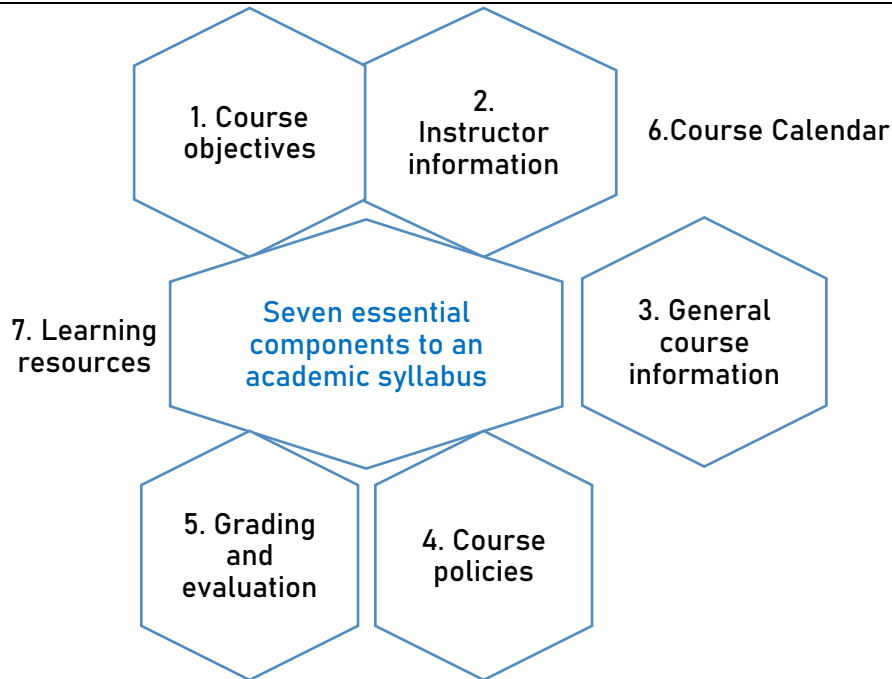 1. Course
objectives
2.
Instructor
information
6.Course Calendar
7. Learning
resources
Seven essential
components to an
academic syllabus
3. General
course
information
5. Grading
and
evaluation
4. Course
policies